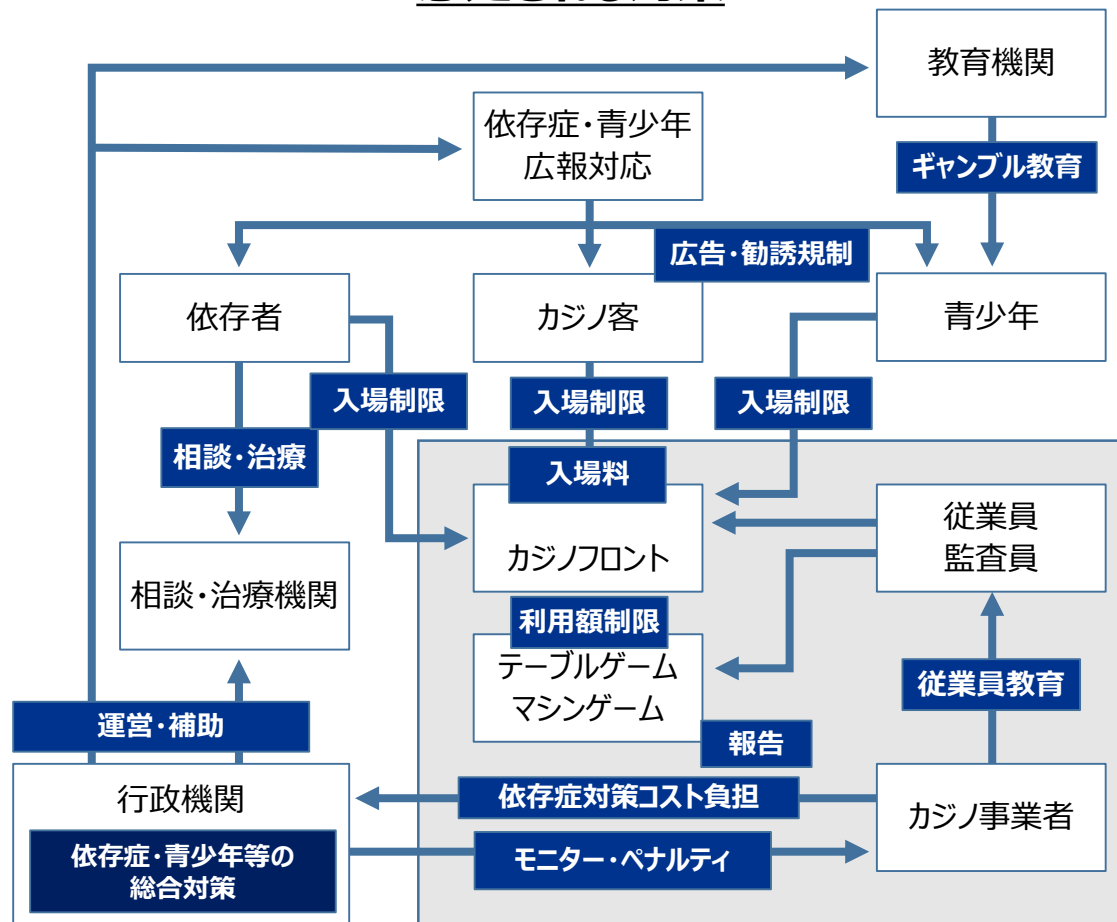 教育機関
依存症・青少年
広報対応
ギャンブル教育
広告・勧誘規制
依存者
カジノ客
青少年
入場制限
入場制限
入場制限
相談・治療
入場料
カジノフロント
従業員
監査員
相談・治療機関
利用額制限
テーブルゲーム
マシンゲーム
従業員教育
運営・補助
報告
行政機関
依存症対策コスト負担
カジノ事業者
依存症・青少年等の
総合対策
モニター・ペナルティ